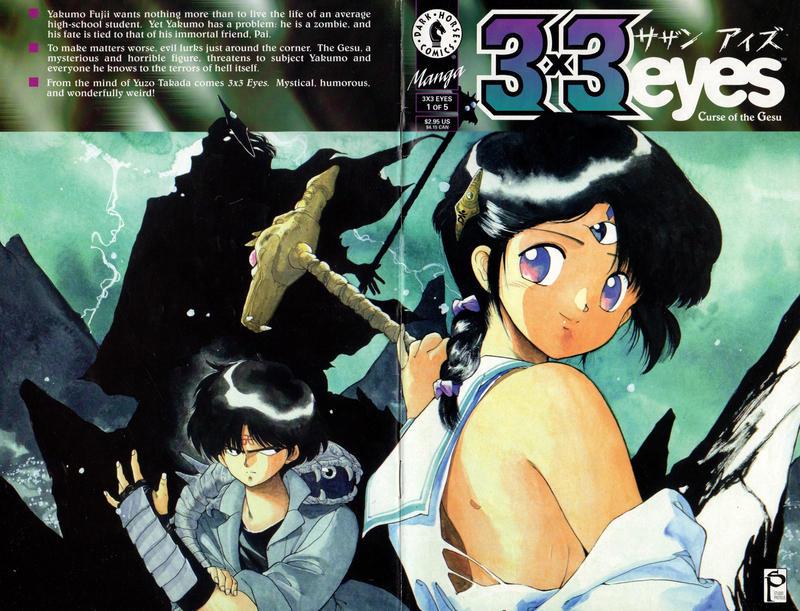 Yakumo Fujii wants nothing more than to live the life of an average
high-school student. Yet Yakumo has a problem: he is a zombie, and
his fate is tied to that of his immortal friend, Pai.
To make matters worse, evil lurks just around the corner. The Gesu, a
mysterious and horrible figure, threatens to subject Yakumo and
everyone he knows to the terrors of hell itself.
From the mind of Yuzo Takada comes 3x3 Eyes. Mystical, humorous,
and wonderfully weird!
DARK HORSE
COMICS
Manga
3X3 EYES
1 OF 5
$2.95 US
$4.15 CAN
3×3
サザン アイズ
eyes
TM
Curse of the Gesu
STUDIO
PROTEUS